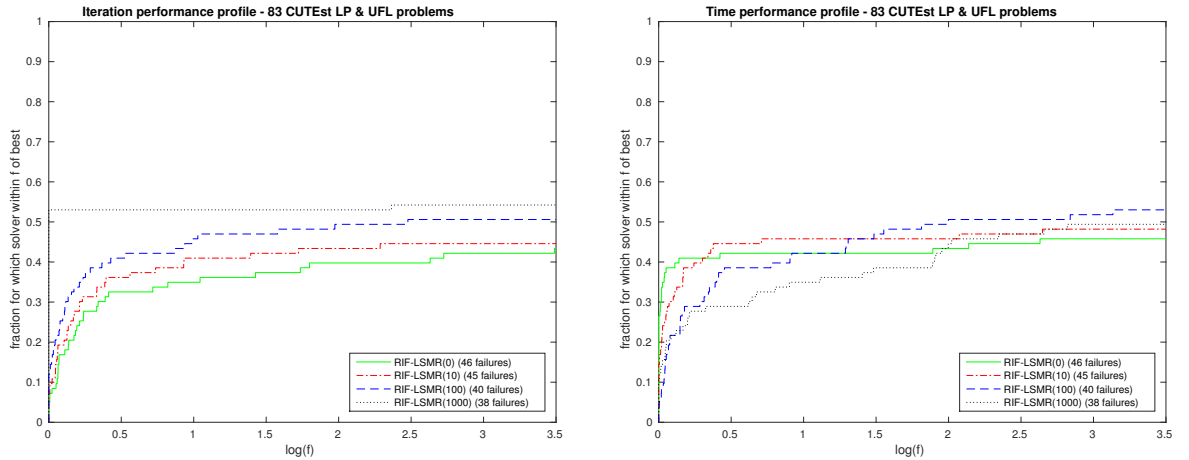 Iteration performance profile - 83 CUTEst LP & UFL problems
1
0.9
0.8
0.7
0.6
0.5
0.4
0.3
0.2
0.1
0
fraction for which solver within f of best
RIF-LSMR(0) (46 failures)
RIF-LSMR(10) (45 failures)
RIF-LSMR(100) (40 failures)
RIF-LSMR(1000) (38 failures)
0 0.5 1 1.5 2 2.5 3 3.5
log(f)
Time performance profile - 83 CUTEst LP & UFL problems
1
0.9
0.8
0.7
0.6
0.5
0.4
0.3
0.2
0.1
0
fraction for which solver within f of best
RIF-LSMR(0) (46 failures)
RIF-LSMR(10) (45 failures)
RIF-LSMR(100) (40 failures)
RIF-LSMR(1000) (38 failures)
0 0.5 1 1.5 2 2.5 3 3.5
log(f)